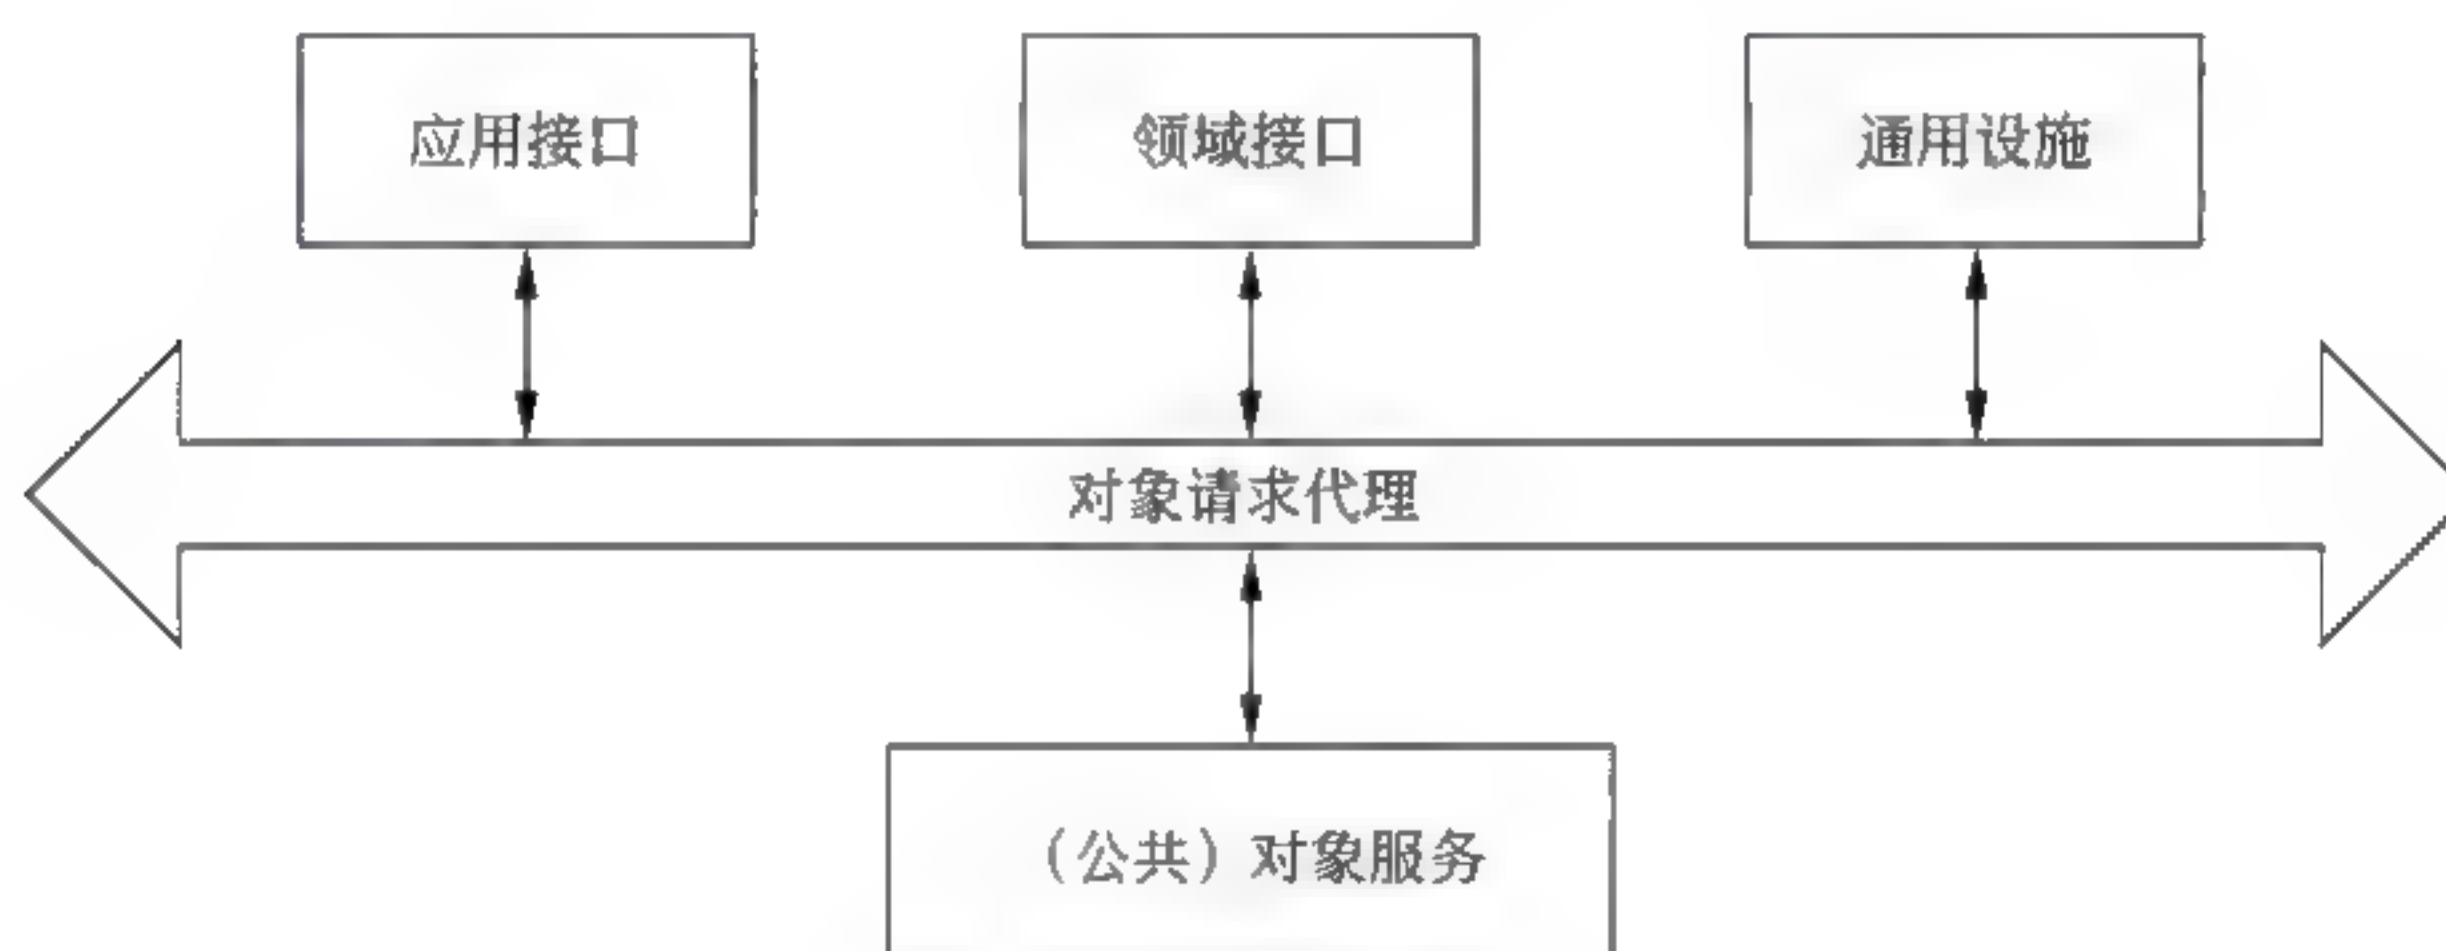 应用接口
领域接口
通用设施
对象请求代理
（公共）对象服务